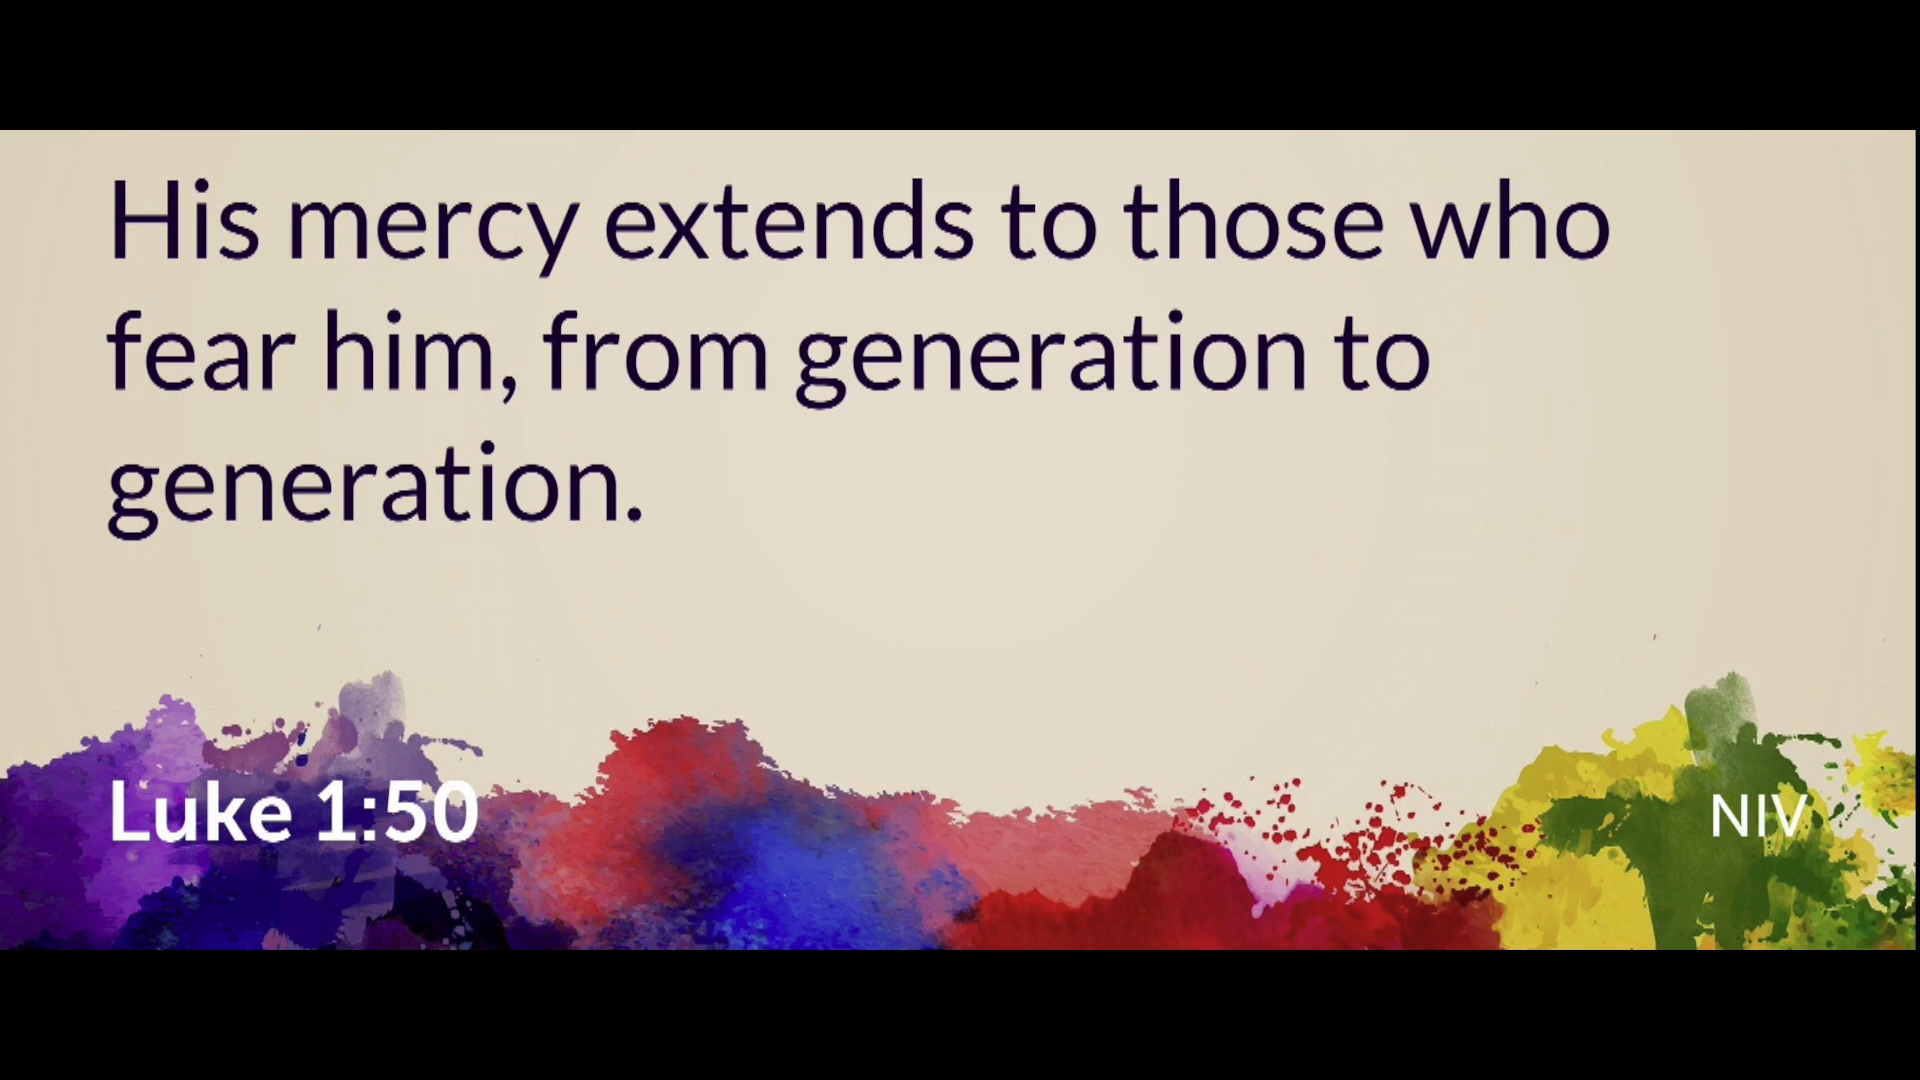 His mercy extends to those who
fear him, from generation to
generation.
Luke 1:50
NIV